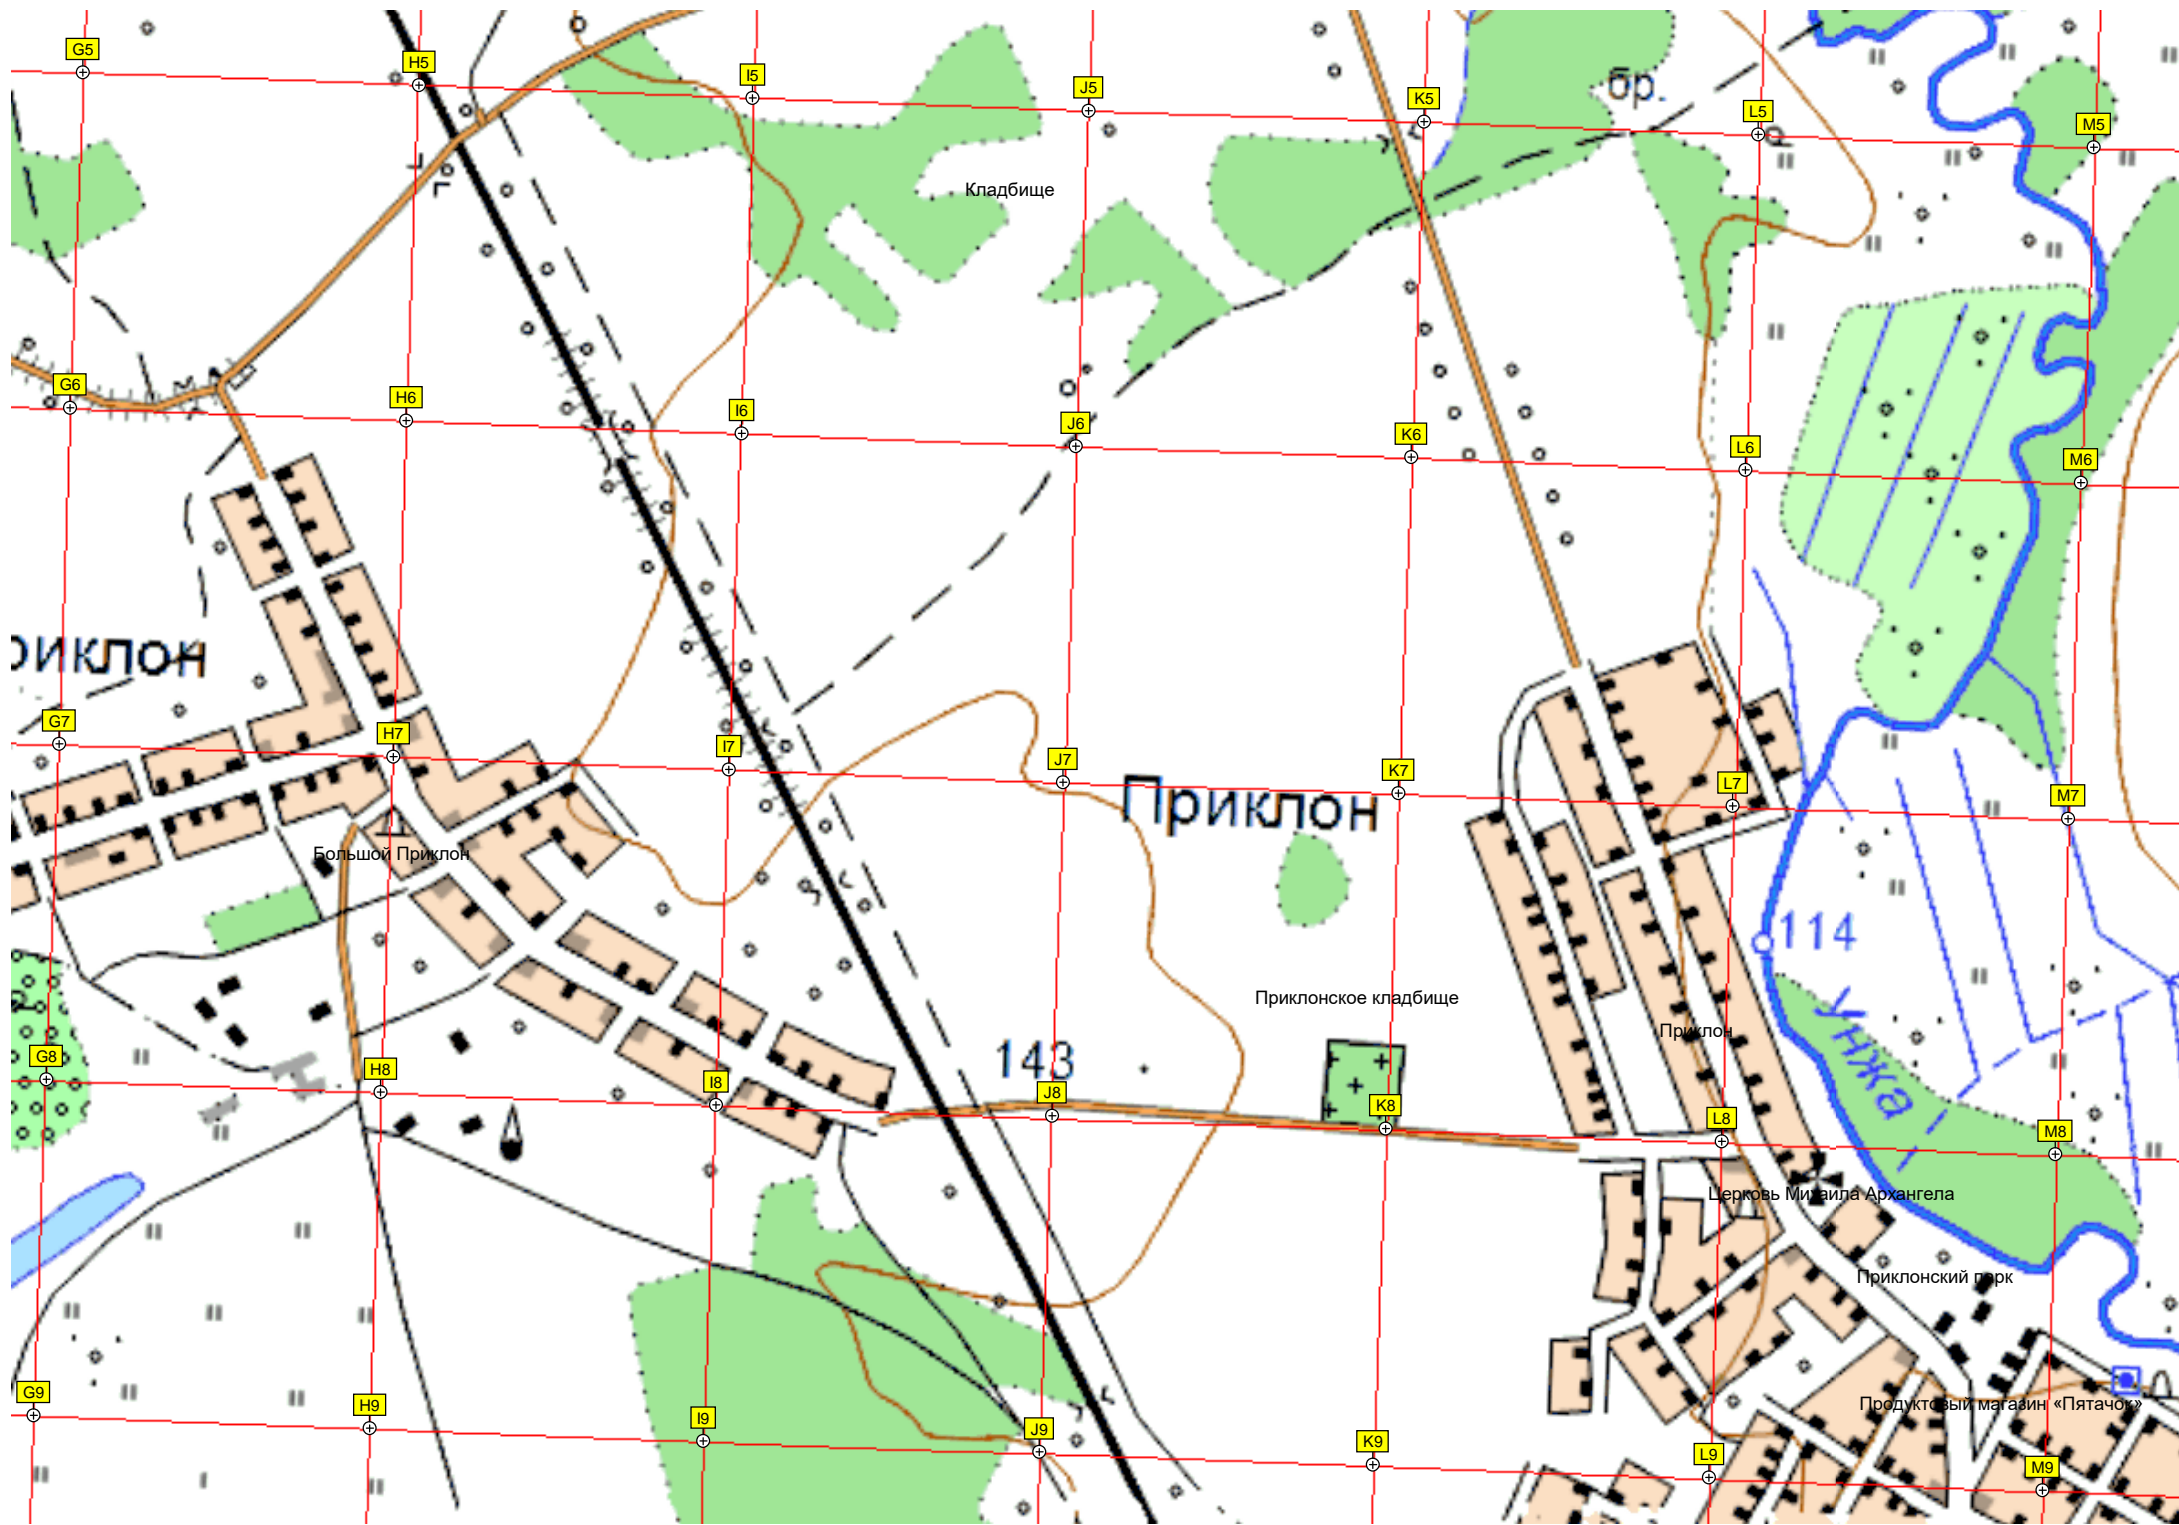 G5
H5
I5
J5
K5
L5
M5
бр.
Кладбище
G6
H6
I6
J6
K6
L6
M6
риклон
G7
H7
I7
J7
K7
L7
M7
Приклон
Большой Приклон
114
Приклонское кладбище
Приклон
Унжа
143
G8
H8
I8
J8
K8
L8
M8
Церковь Михаила Архангела
Приклонский парк
Продуктовый магазин «Пятачок»
G9
H9
I9
J9
K9
L9
M9